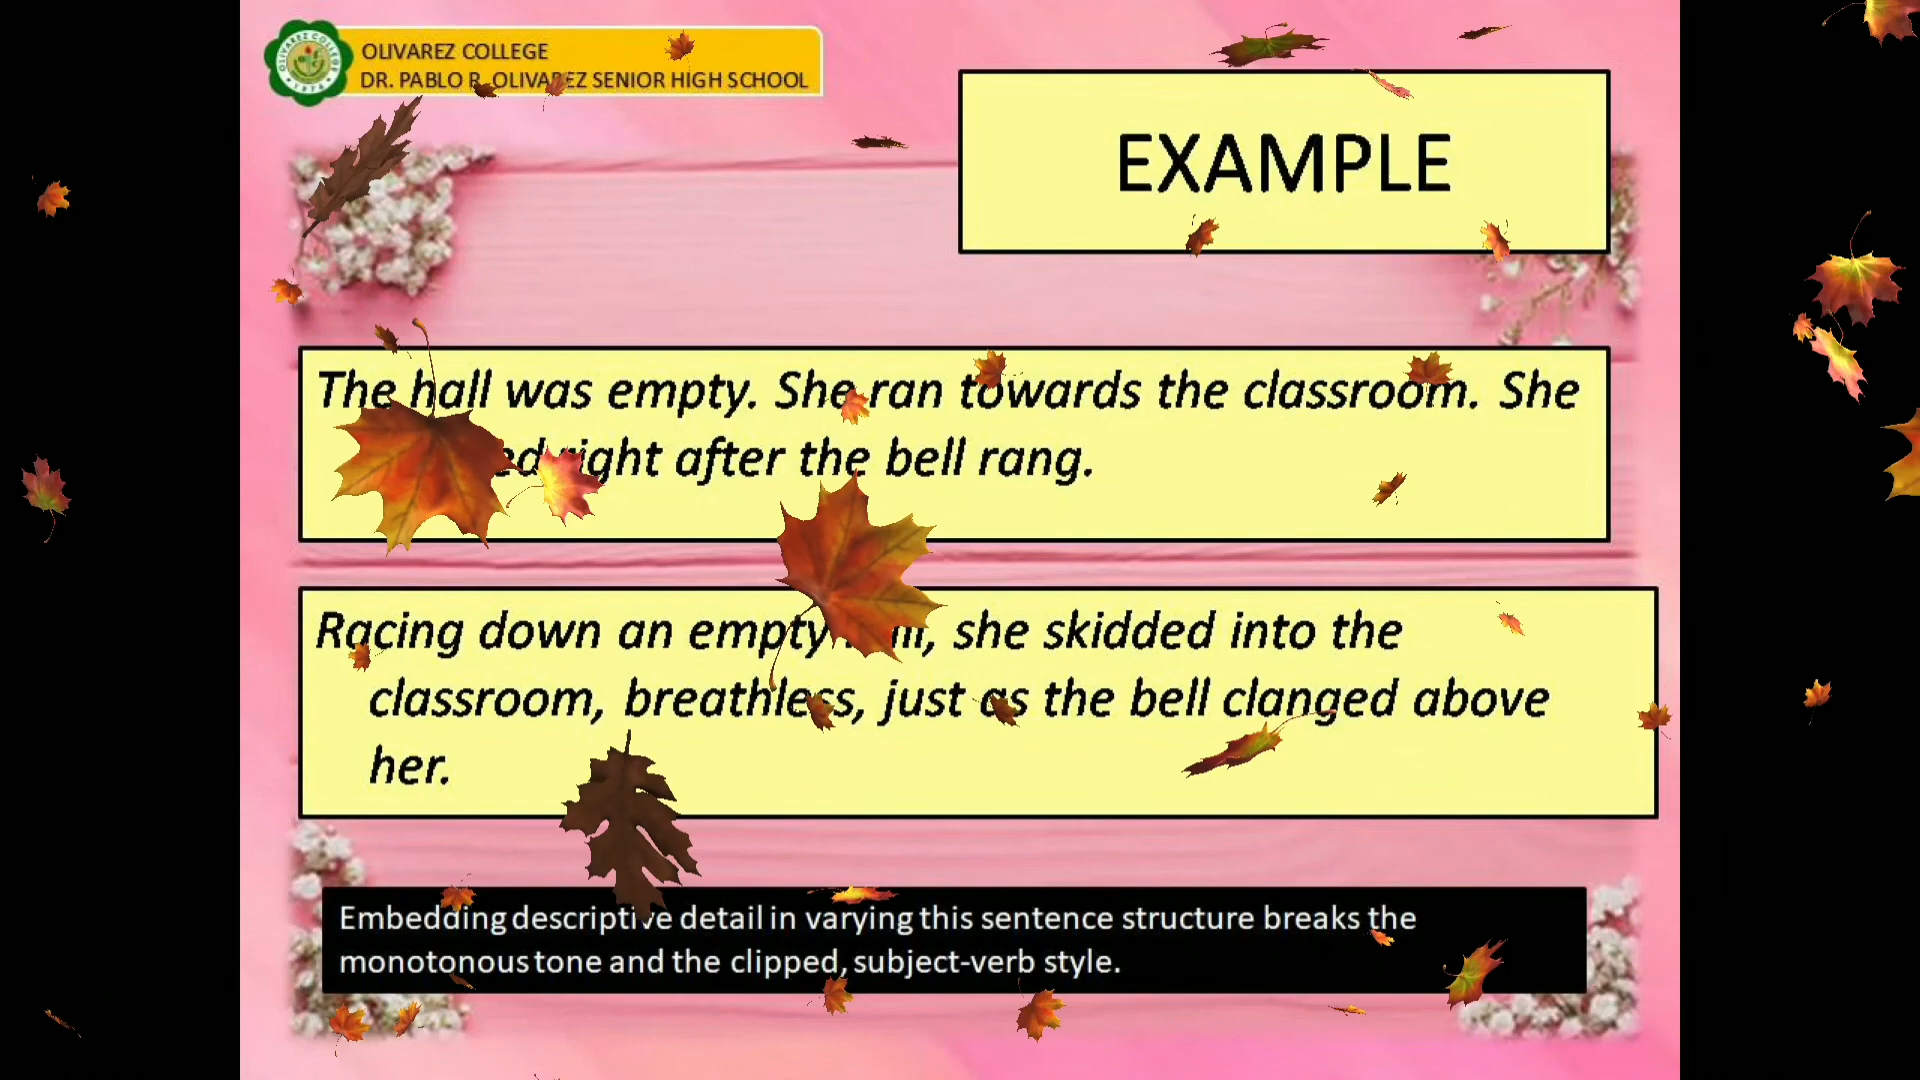 OLIVAREZ COLLEGE
DR. PABLO R. OLIVAREZ SENIOR HIGH SCHOOL
EXAMPLE
The hall was empty. She ran towards the classroom. She
right after the bell rang.
Racing down an empty hall, she skidded into the
classroom, breathless, just as the bell clanged above
her.
Embedding descriptive detail in varying this sentence structure breaks the
monotonous tone and the clipped, subject-verb style.